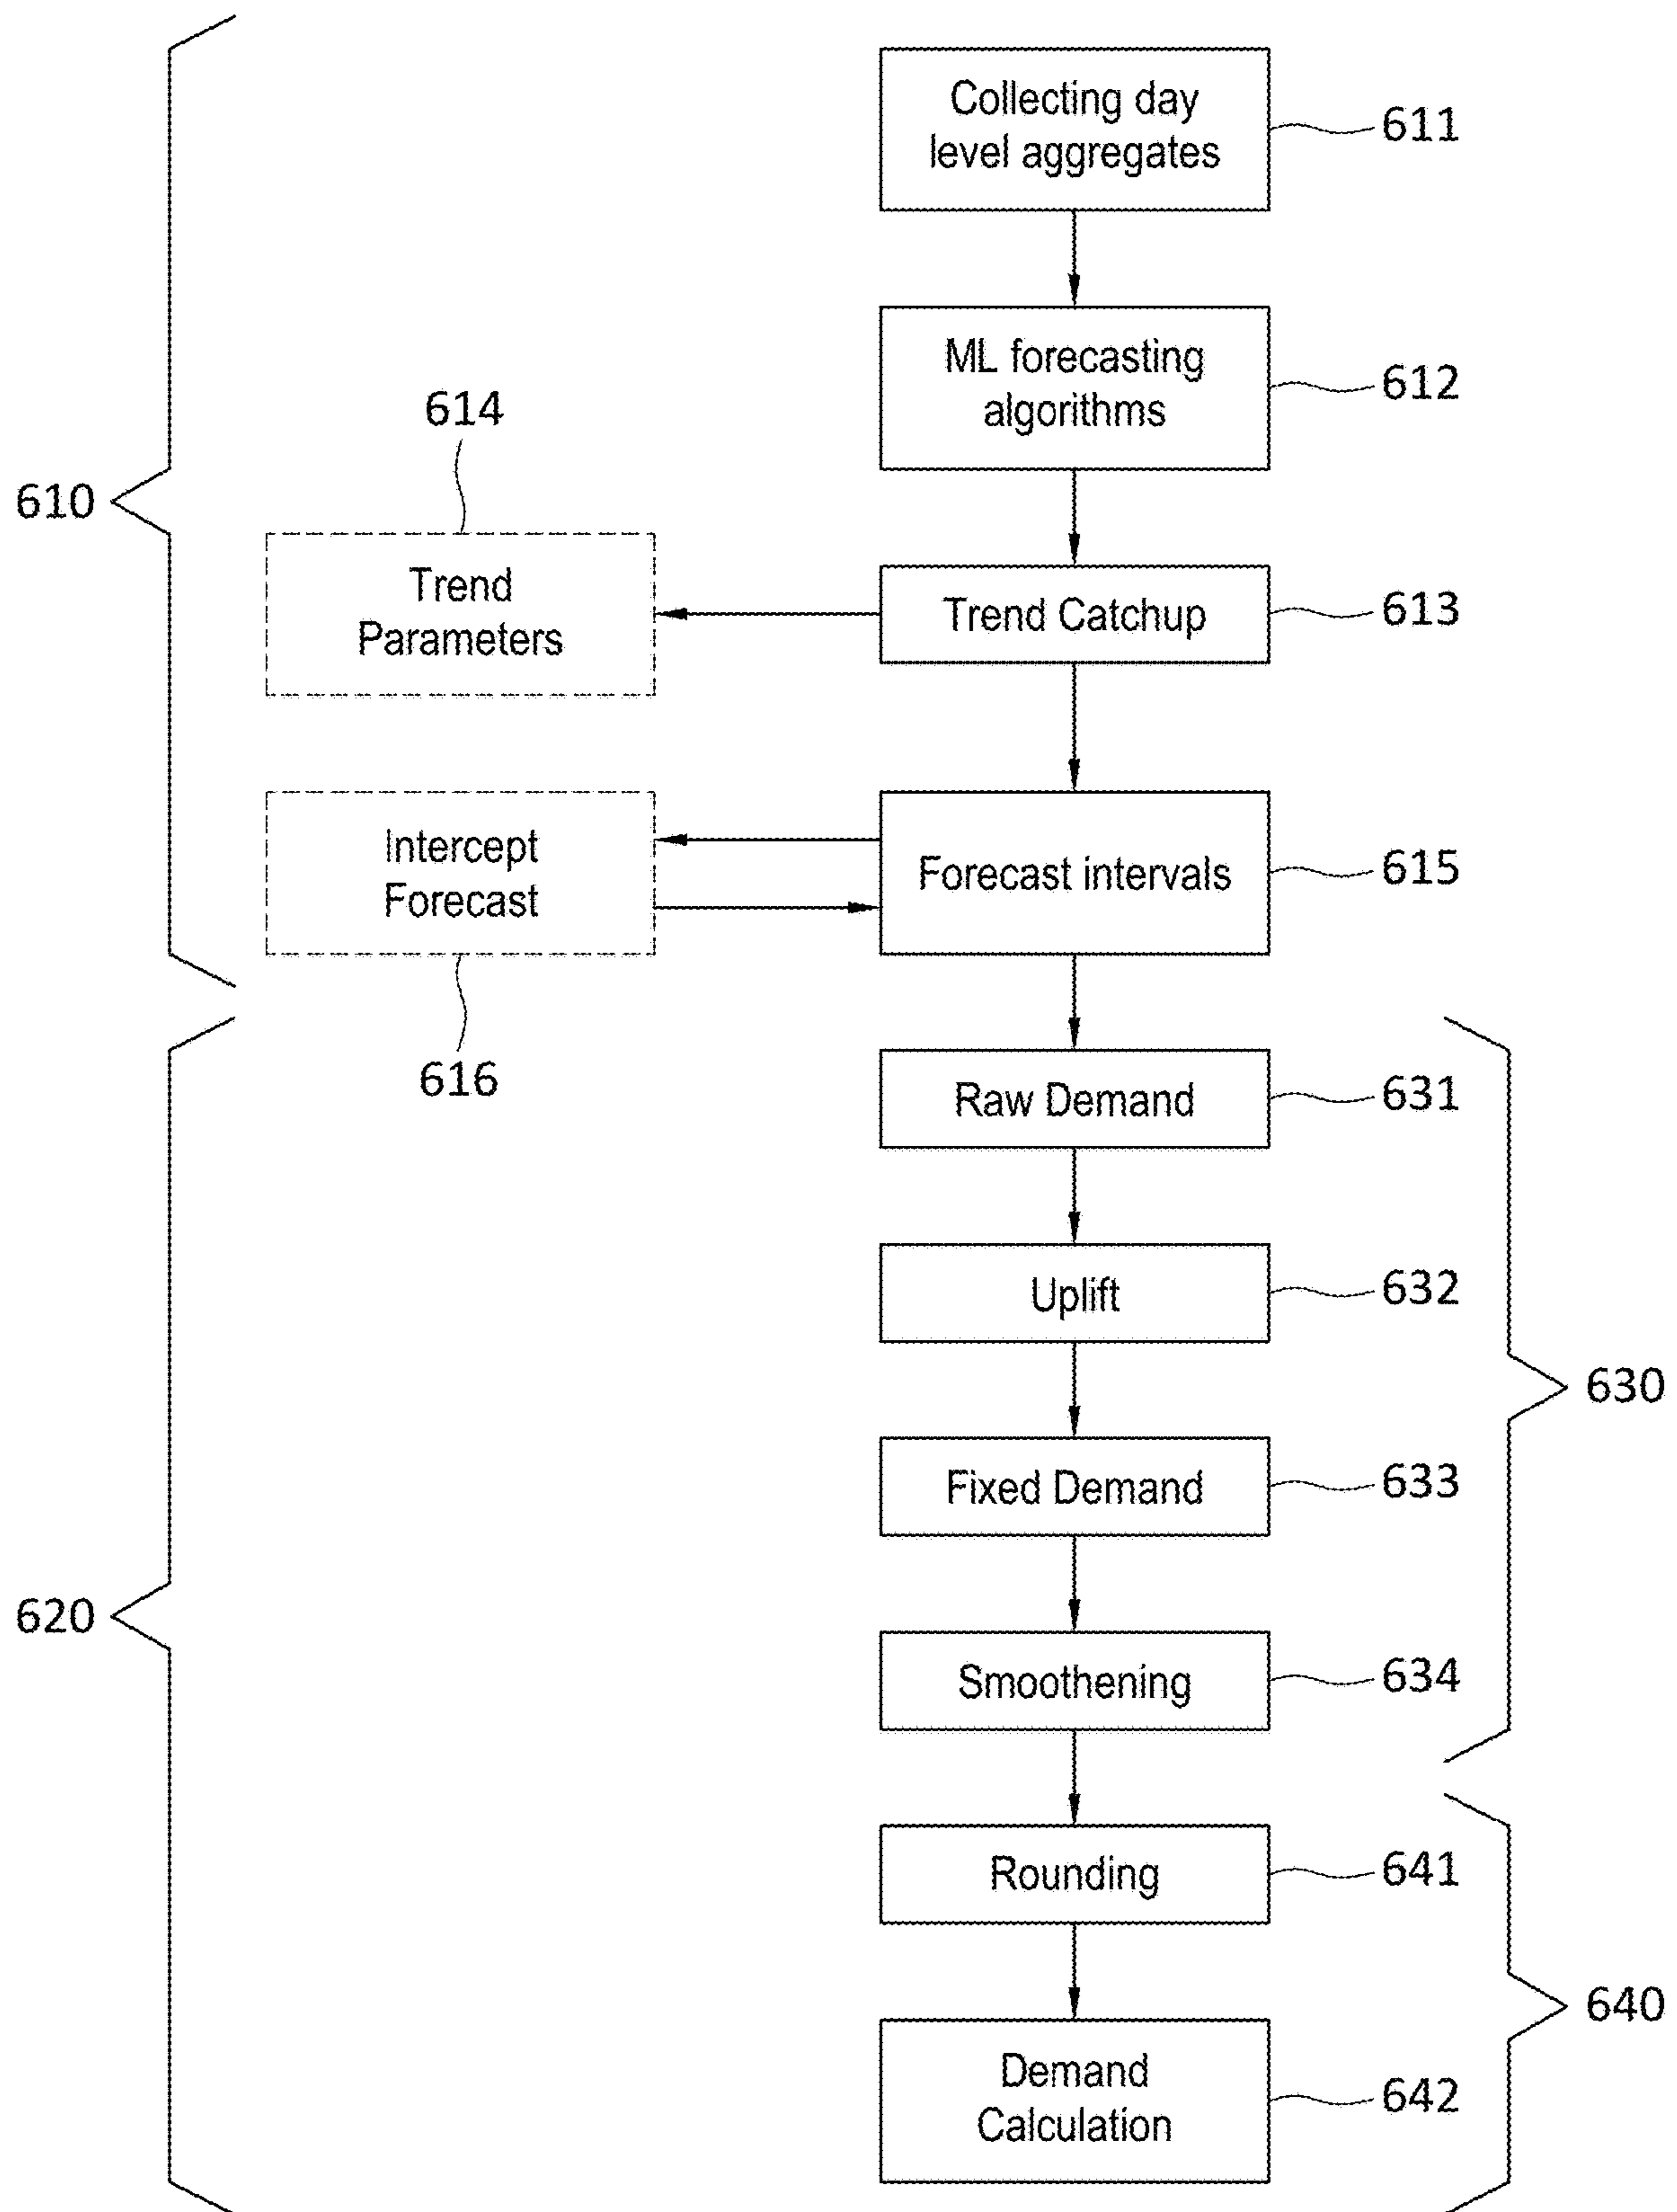 Collecting day
level aggregates
611
ML forecasting
algorithms
612
614
610
Trend
Parameters
Trend Catchup
613
Intercept
Forecast
Forecast intervals
615
616
Raw Demand
631
Uplift
632
630
Fixed Demand
633
620
Smoothening
634
Rounding
641
640
Demand
Calculation
642